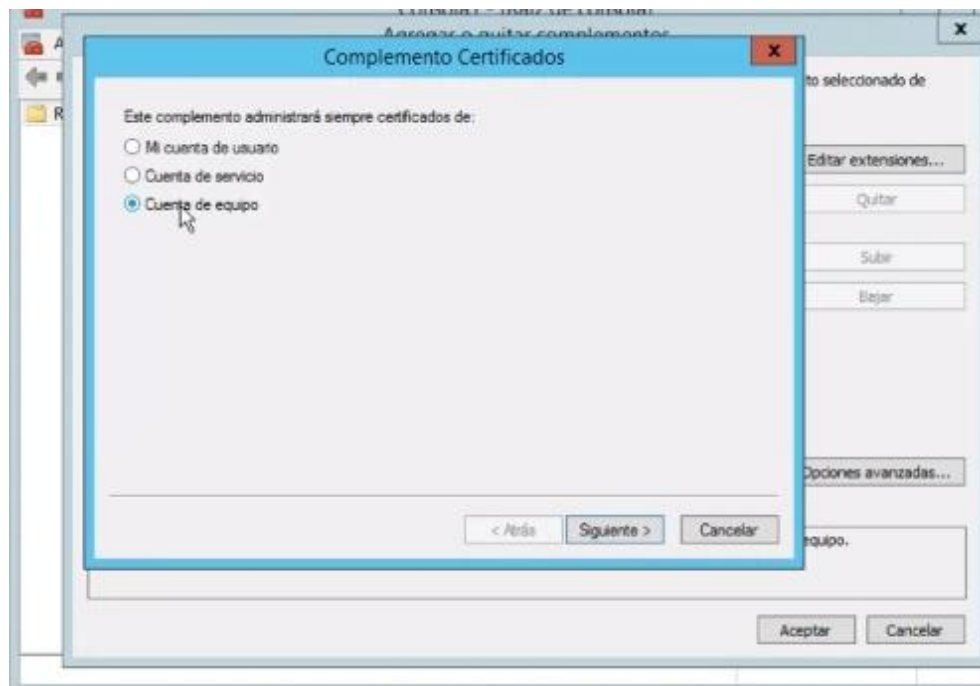 Agregar o quitar complementos
x
Complemento Certificados
x
to seleccionado de
Este complemento administrará siempre certificados de:
Mi cuenta de usuario
Cuenta de servicio
Cuenta de equipo
Editar extensiones...
Quitar
Subir
Bajar
Opciones avanzadas...
< Atrás
Siguiente >
Cancelar
equipo.
Aceptar
Cancelar